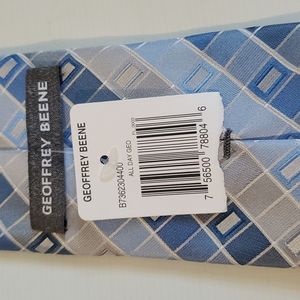 GEOFFREY BEENE
GEOFFREY BEENE
B7362304400
ALL DAY GEO
7 56500 78804 6